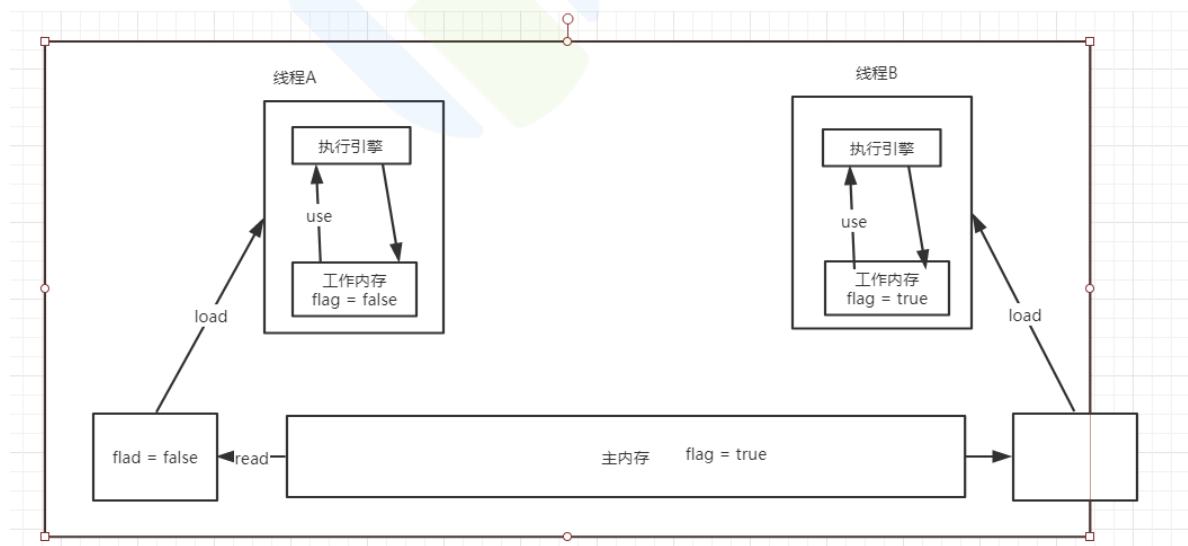 线程A
线程B
执行引擎
执行引擎
use
use
工作内存
flag = false
工作内存
flag = true
load
load
flad = false
read
主内存
flag = true